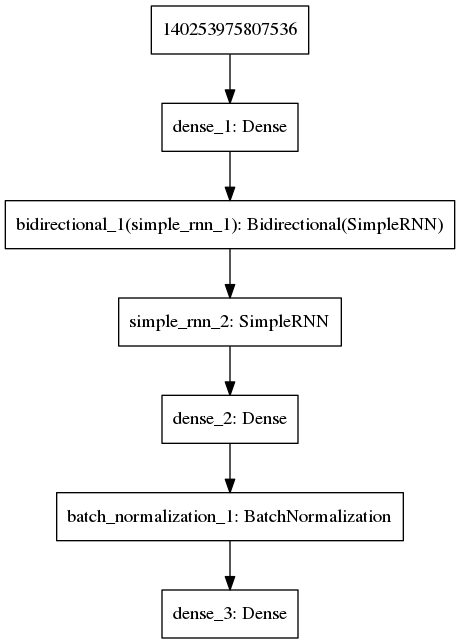 140253975807536
dense_1: Dense
bidirectional_1(simple_rnn_1): Bidirectional(SimpleRNN)
simple_rnn_2: SimpleRNN
dense_2: Dense
batch_normalization_1: BatchNormalization
dense_3: Dense